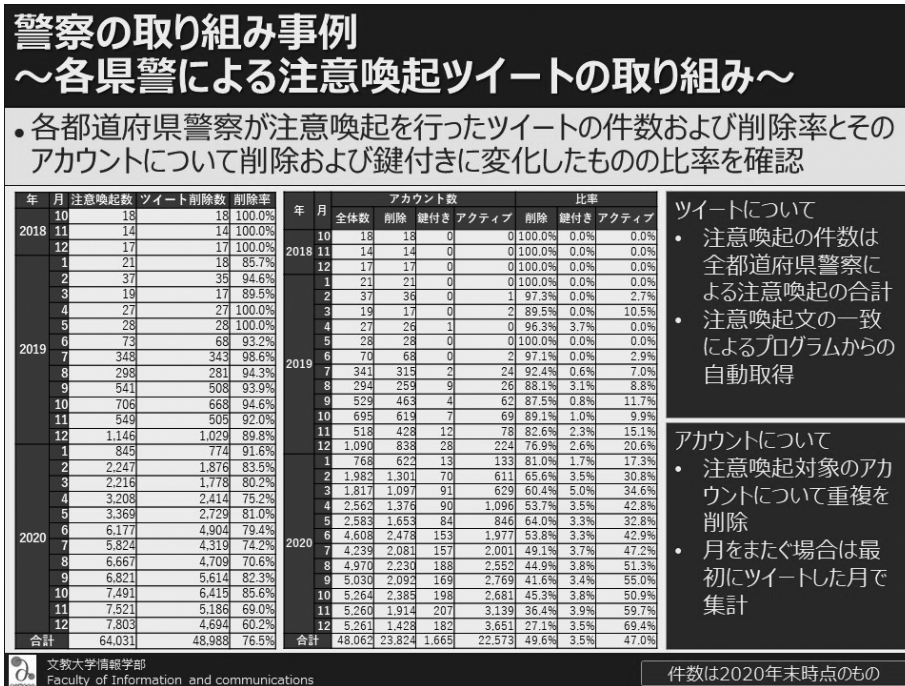 警察の取り組み事例
～各県警による注意喚起ツイートの取り組み～
• 各都道府県警察が注意喚起を行ったツイートの件数および削除率とその
アカウントについて削除および鍵付きに変化したものの比率を確認
年 月 注意喚起数 ツイート削除数 削除率
2018 10 18 18 100.0%
11 14 14 100.0%
12 17 17 100.0%
2019 1 21 18 85.7%
2 37 35 94.6%
3 19 17 89.5%
4 27 27 100.0%
5 28 28 100.0%
6 73 68 93.2%
7 348 343 98.6%
8 298 281 94.3%
9 541 508 93.9%
10 706 668 94.6%
11 549 505 92.0%
12 1,146 1,029 89.8%
2020 1 845 774 91.6%
2 2,247 1,876 83.5%
3 2,216 1,778 80.2%
4 3,208 2,414 75.2%
5 3,369 2,729 81.0%
6 6,177 4,904 79.4%
7 5,824 4,319 74.2%
8 6,667 4,709 70.6%
9 6,821 5,614 82.3%
10 7,491 6,415 85.6%
11 7,521 5,186 69.0%
12 7,803 4,694 60.2%
合計 64,031 48,988 76.5%
年 月 アカウント数 比率
全体数 削除 鍵付き アクティブ 削除 鍵付き アクティブ
2018 10 18 18 0 0 100.0% 0.0% 0.0%
11 14 14 0 0 100.0% 0.0% 0.0%
12 17 17 0 0 100.0% 0.0% 0.0%
2019 1 21 21 0 0 100.0% 0.0% 0.0%
2 37 36 0 1 97.3% 0.0% 2.7%
3 19 17 0 2 89.5% 0.0% 10.5%
4 27 26 1 0 96.3% 3.7% 0.0%
5 28 28 0 0 100.0% 0.0% 0.0%
6 70 68 0 2 97.1% 0.0% 2.9%
7 341 315 2 24 92.4% 0.6% 7.0%
8 294 259 9 26 88.1% 3.1% 8.8%
9 529 463 4 62 87.5% 0.8% 11.7%
10 695 619 7 69 89.1% 1.0% 9.9%
11 518 428 12 78 82.6% 2.3% 15.1%
12 1,090 838 28 224 76.9% 2.6% 20.6%
2020 1 768 622 13 133 81.0% 1.7% 17.3%
2 1,982 1,301 70 611 65.6% 3.5% 30.8%
3 1,817 1,097 91 629 60.4% 5.0% 34.6%
4 2,562 1,376 90 1,096 53.7% 3.5% 42.8%
5 2,583 1,653 84 846 64.0% 3.3% 32.8%
6 4,608 2,478 153 1,977 53.8% 3.3% 42.9%
7 4,239 2,081 157 2,001 49.1% 3.7% 47.2%
8 4,970 2,230 188 2,552 44.9% 3.8% 51.3%
9 5,030 2,092 169 2,769 41.6% 3.4% 55.0%
10 5,264 2,385 198 2,681 45.3% 3.8% 50.9%
11 5,260 1,914 207 3,139 36.4% 3.9% 59.7%
12 5,261 1,428 182 3,651 27.1% 3.5% 69.4%
合計 48,062 23,824 1,665 22,573 49.6% 3.5% 47.0%
ツイートについて
• 注意喚起の件数は
全都道府県警察に
よる注意喚起の合計
• 注意喚起文の一致
によるプログラムからの
自動取得
アカウントについて
• 注意喚起対象のアカ
ウントについて重複を
削除
• 月をまたぐ場合は最
初にツイートした月で
集計
文教大学情報学部
Faculty of Information and communications
件数は2020年末時点のもの